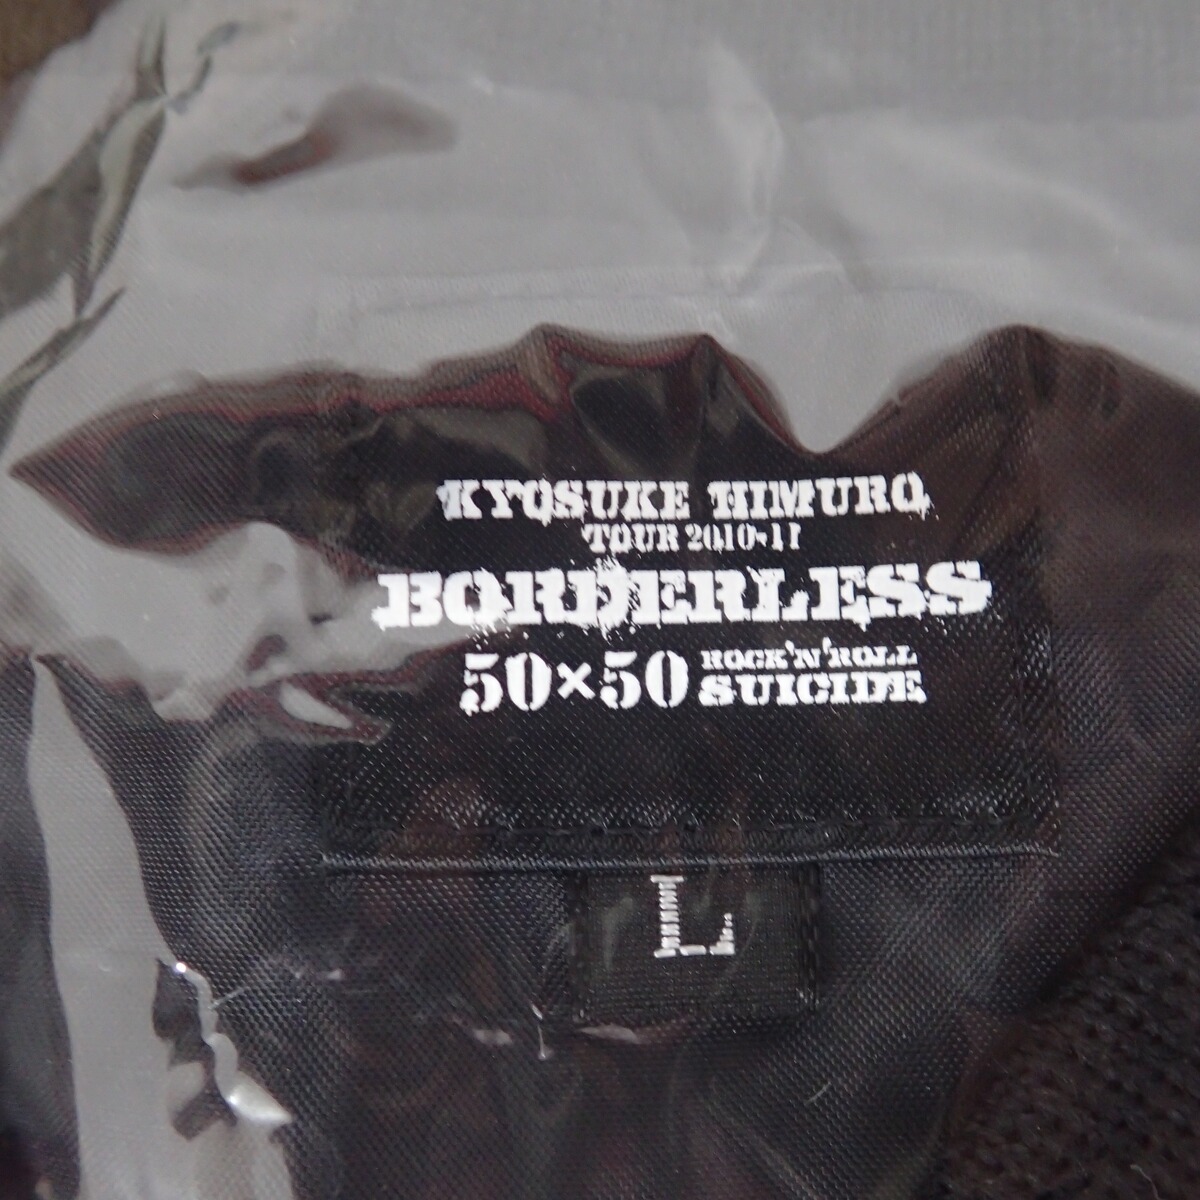 KYOSUKE HIMURO
TOUR 2010-11
BORDERLESS
50×50 ROCK'N'ROLL SUICIDE
L